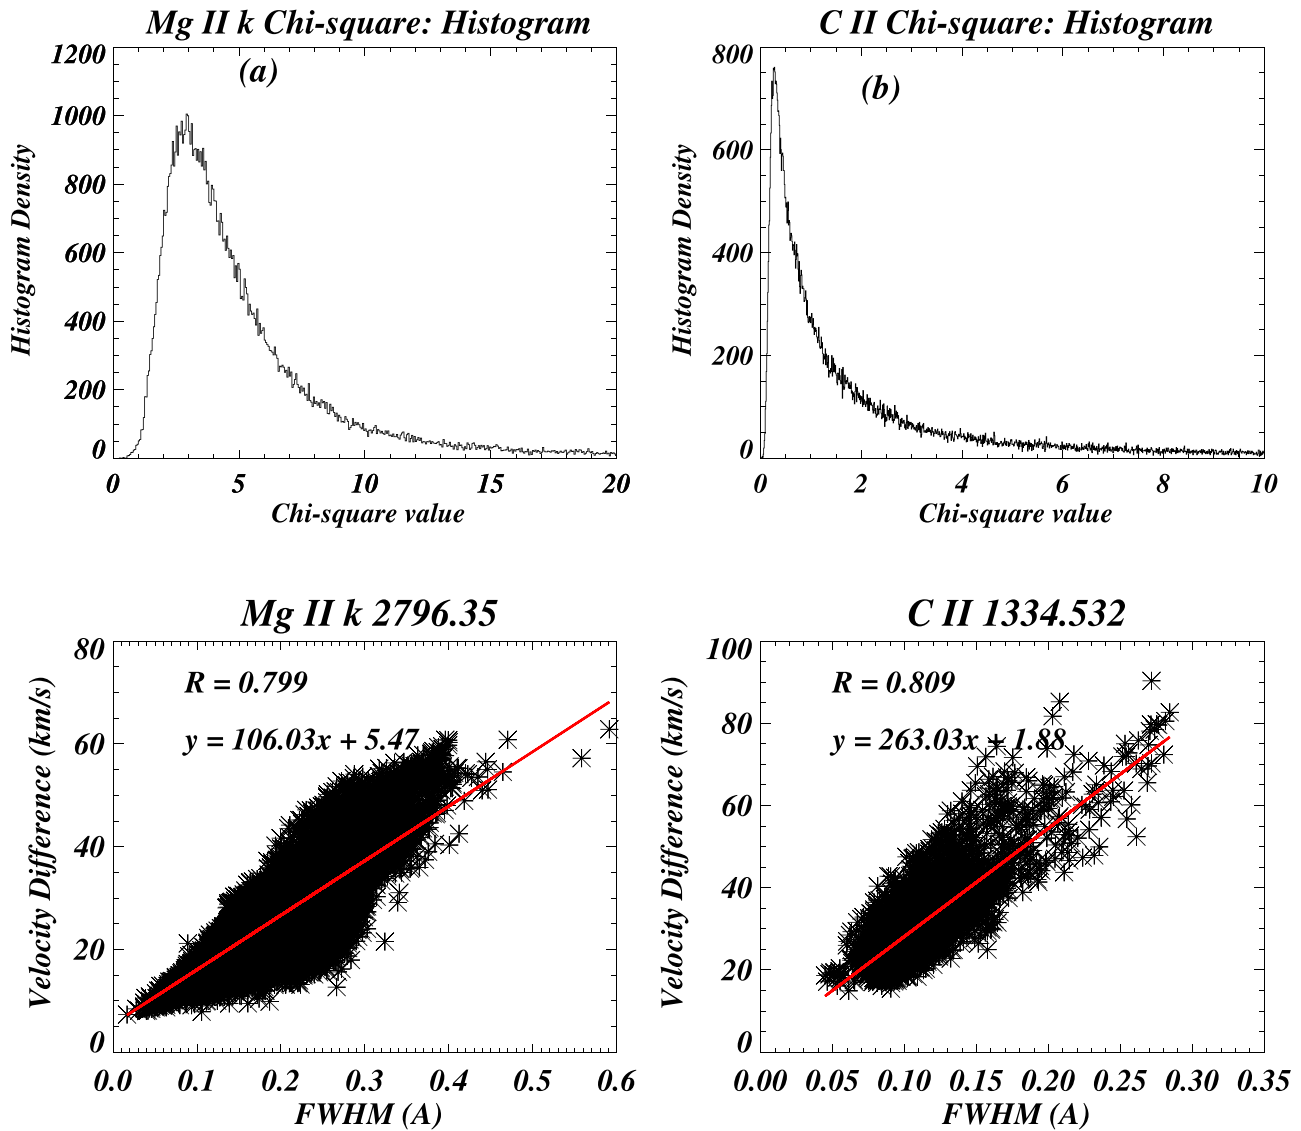 Mg II k Chi-square: Histogram
(a)
Histogram Density
1200
1000
800
600
400
200
0
0 5 10 15 20
Chi-square value
C II Chi-square: Histogram
(b)
Histogram Density
800
600
400
200
0
0 2 4 6 8 10
Chi-square value
Mg II k 2796.35
R = 0.799
y = 106.03x + 5.47
Velocity Difference (km/s)
80
60
40
20
0
0.0 0.1 0.2 0.3 0.4 0.5 0.6
FWHM (A)
C II 1334.532
R = 0.809
y = 263.03x + 1.88
Velocity Difference (km/s)
100
80
60
40
20
0
0.00 0.05 0.10 0.15 0.20 0.25 0.30 0.35
FWHM (A)